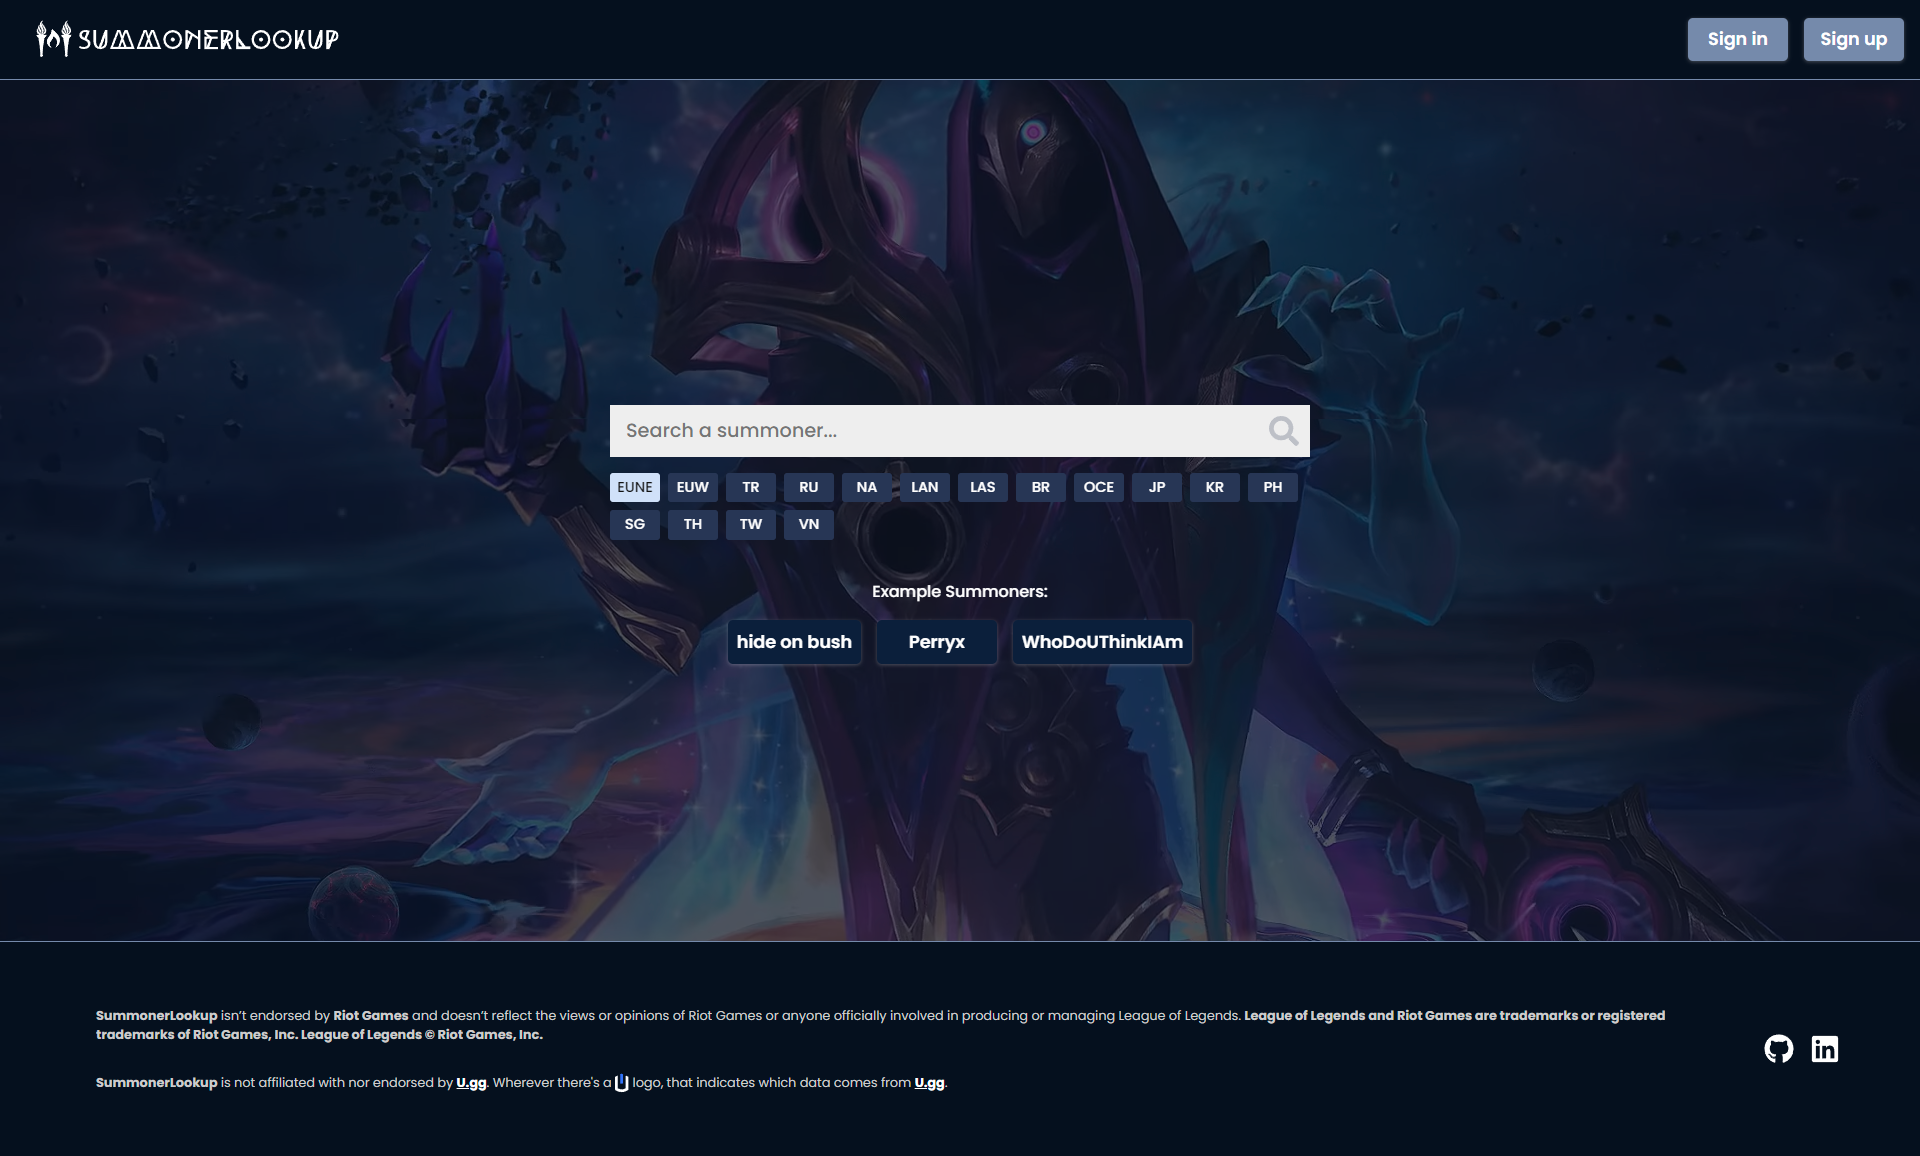 SUMMONERLOOKUP
Sign in
Sign up
Search a summoner...
EUNE EUW TR RU NA LAN LAS BR OCE JP KR PH
SG TH TW VN
Example Summoners:
hide on bush
Perryx
WhoDoUThinkIAm
SummonerLookup isn’t endorsed by Riot Games and doesn’t reflect the views or opinions of Riot Games or anyone officially involved in producing or managing League of Legends. League of Legends and Riot Games are trademarks or registered
trademarks of Riot Games, Inc. League of Legends © Riot Games, Inc.
SummonerLookup is not affiliated with nor endorsed by U.gg. Wherever there's a U logo, that indicates which data comes from U.gg.
in